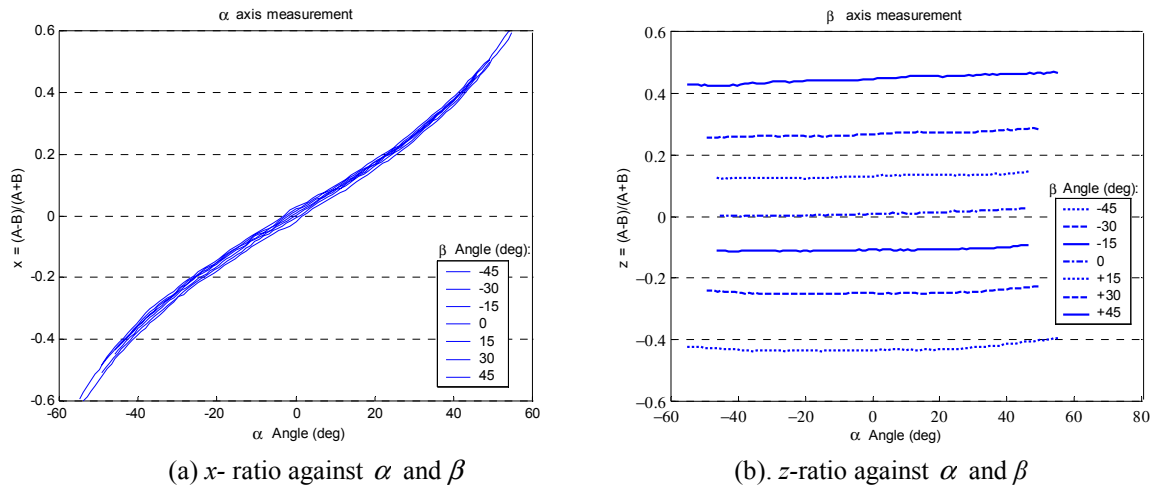 α axis measurement
0.6
0.4
0.2
0
-0.2
-0.4
-0.6
x = (A-B)/(A+B)
β Angle (deg):
-45
-30
-15
0
15
30
45
-60 -40 -20 0 20 40 60
α Angle (deg)
(a) x- ratio against α and β
β axis measurement
0.6
0.4
0.2
0
−0.2
−0.4
−0.6
z = (A-B)/(A+B)
β Angle (deg):
-45
-30
-15
0
+15
+30
+45
−60 −40 −20 0 20 40 60 80
α Angle (deg)
(b). z-ratio against α and β